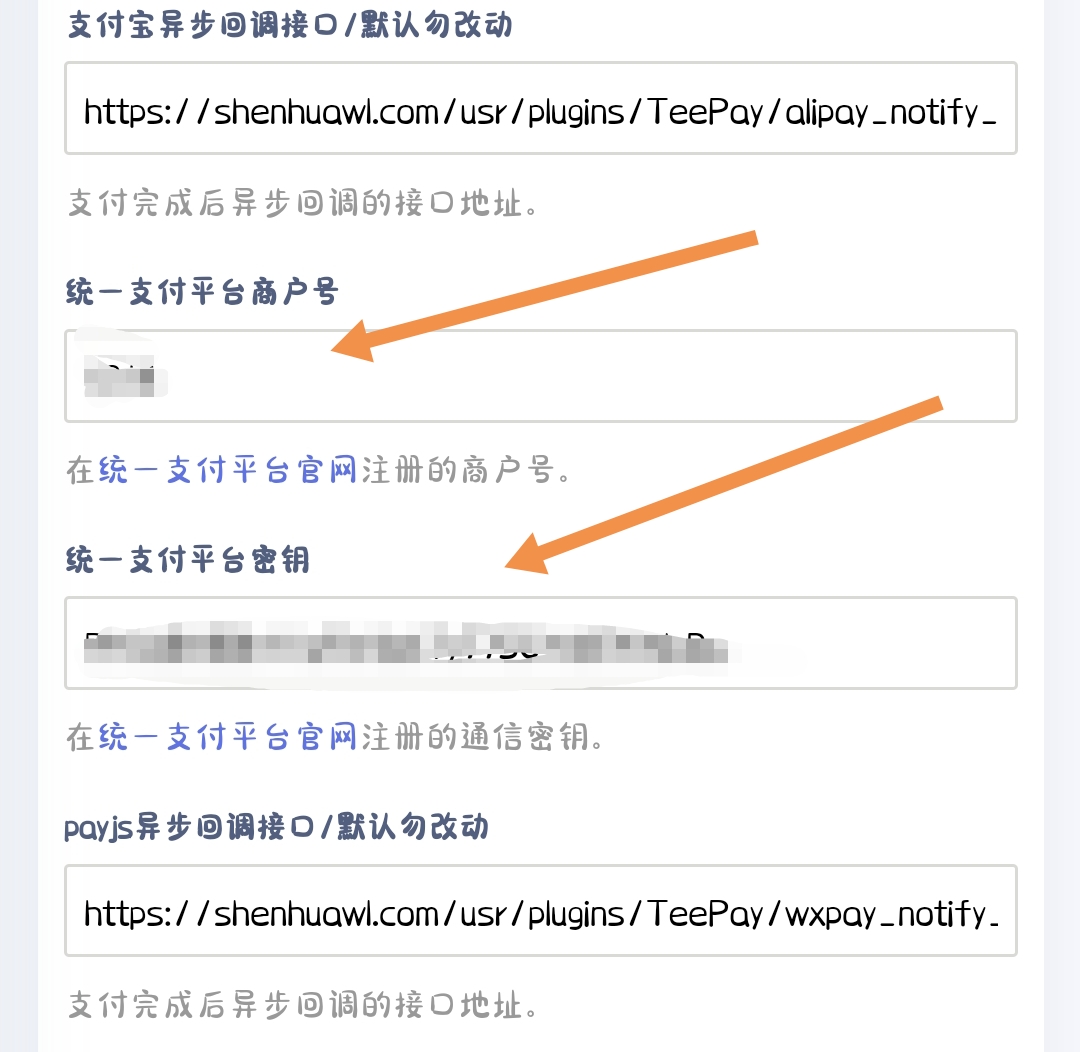 支付宝异步回调接口/默认勿改动
https://shenhuawl.com/usr/plugins/TeePay/alipay_notify_
支付完成后异步回调的接口地址。
统一支付平台商户号
在统一支付平台官网注册的商户号。
统一支付平台密钥
在统一支付平台官网注册的通信密钥。
payjs异步回调接口/默认勿改动
https://shenhuawl.com/usr/plugins/TeePay/wxpay_notify_
支付完成后异步回调的接口地址。